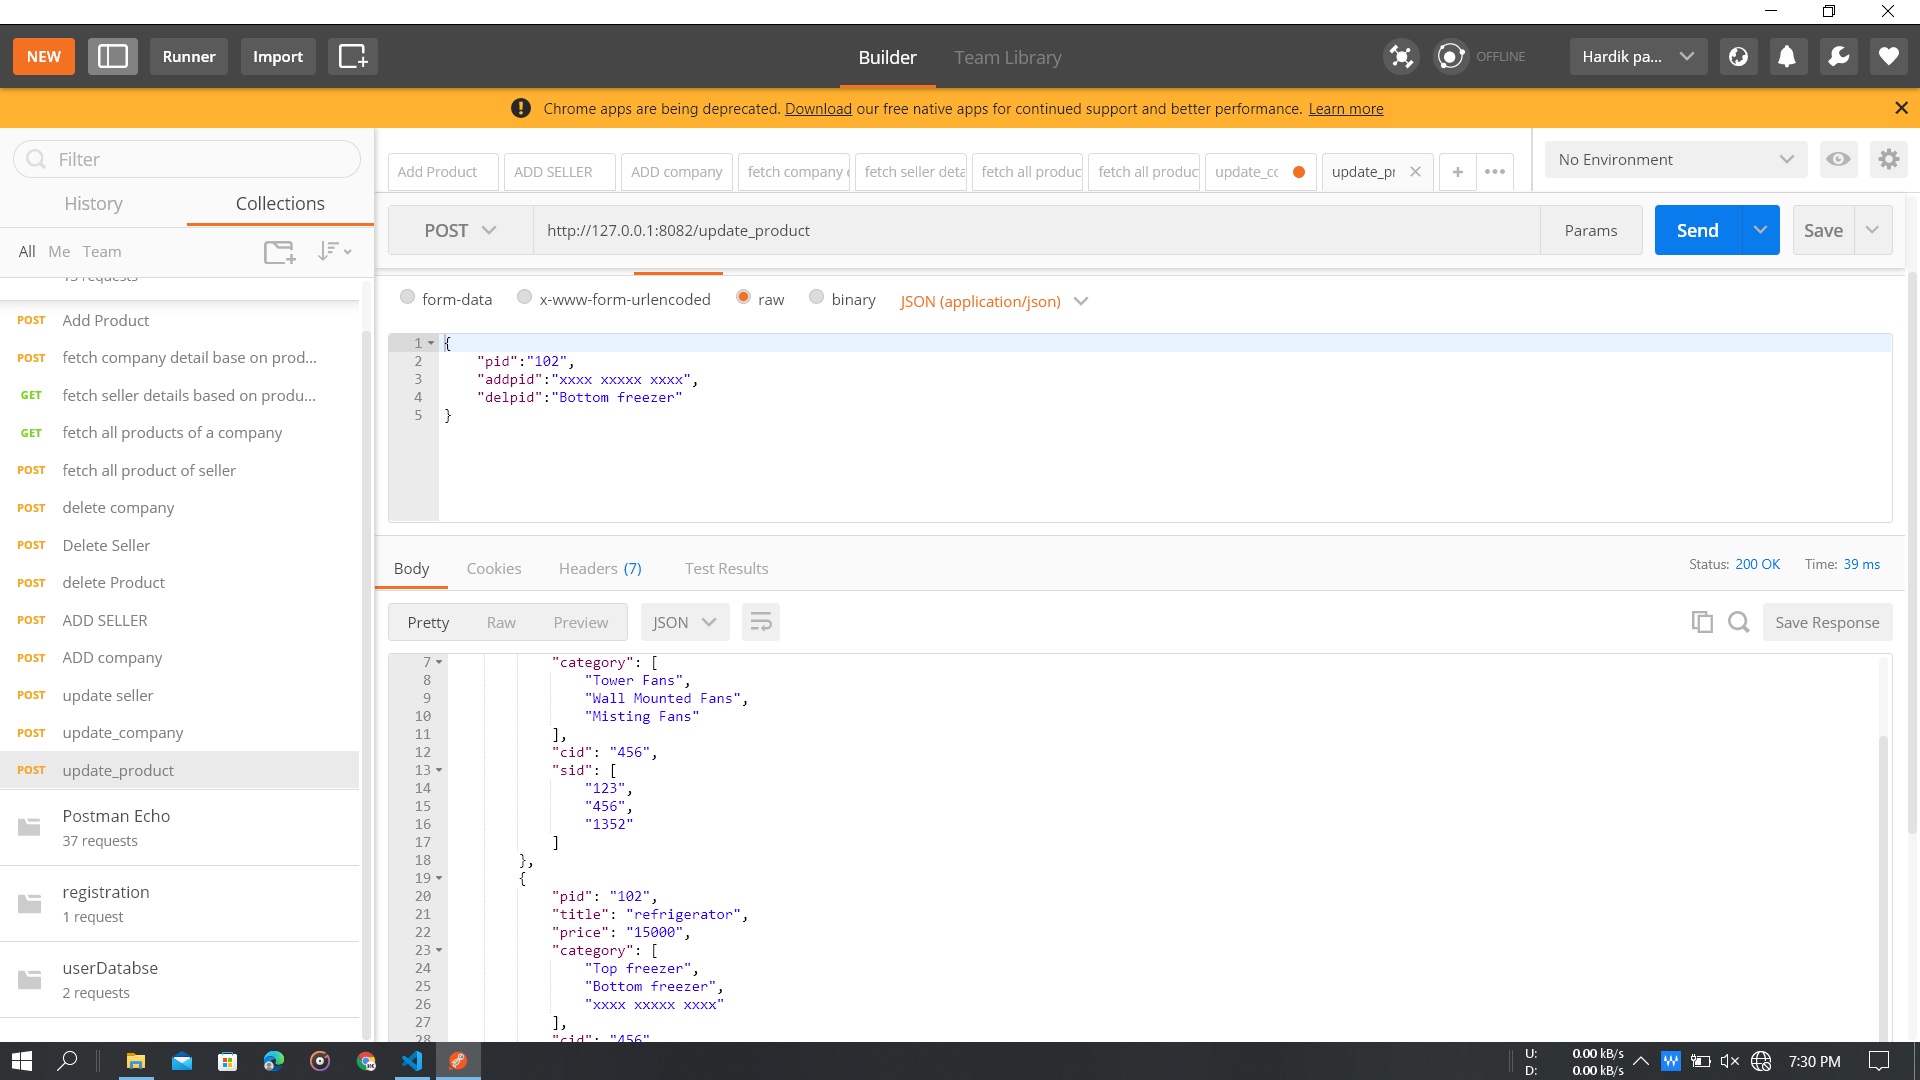 NEW
Runner
Import
Builder
Team Library
OFFLINE
Hardik pa...
Chrome apps are being deprecated. Download our free native apps for continued support and better performance. Learn more
Filter
History
Collections
All Me Team
13 requests
POST Add Product
POST fetch company detail base on prod...
GET fetch seller details based on produ...
GET fetch all products of a company
POST fetch all product of seller
POST delete company
POST Delete Seller
POST delete Product
POST ADD SELLER
POST ADD company
POST update seller
POST update_company
POST update_product
Postman Echo
37 requests
registration
1 request
userDatabse
2 requests
Add Product
ADD SELLER
ADD company
fetch company
fetch seller deta
fetch all produc
fetch all produc
update_cc
update_pr
No Environment
POST
http://127.0.0.1:8082/update_product
Params
Send
Save
form-data
x-www-form-urlencoded
raw
binary
JSON (application/json)
1 {
2 "pid":"102",
3 "addpid":"xxxx xxxxx xxxx",
4 "delpid":"Bottom freezer"
5 }
Body
Cookies
Headers (7)
Test Results
Status: 200 OK
Time: 39 ms
Pretty
Raw
Preview
JSON
Save Response
7 "category": [
8 "Tower Fans",
9 "Wall Mounted Fans",
10 "Misting Fans"
11 ],
12 "cid": "456",
13 "sid": [
14 "123",
15 "456",
16 "1352"
17 ]
18 },
19 {
20 "pid": "102",
21 "title": "refrigerator",
22 "price": "15000",
23 "category": [
24 "Top freezer",
25 "Bottom freezer",
26 "xxxx xxxxx xxxx"
27 ],
28 "cid": "456"
U: 0.00 kB/s
D: 0.00 kB/s
7:30 PM